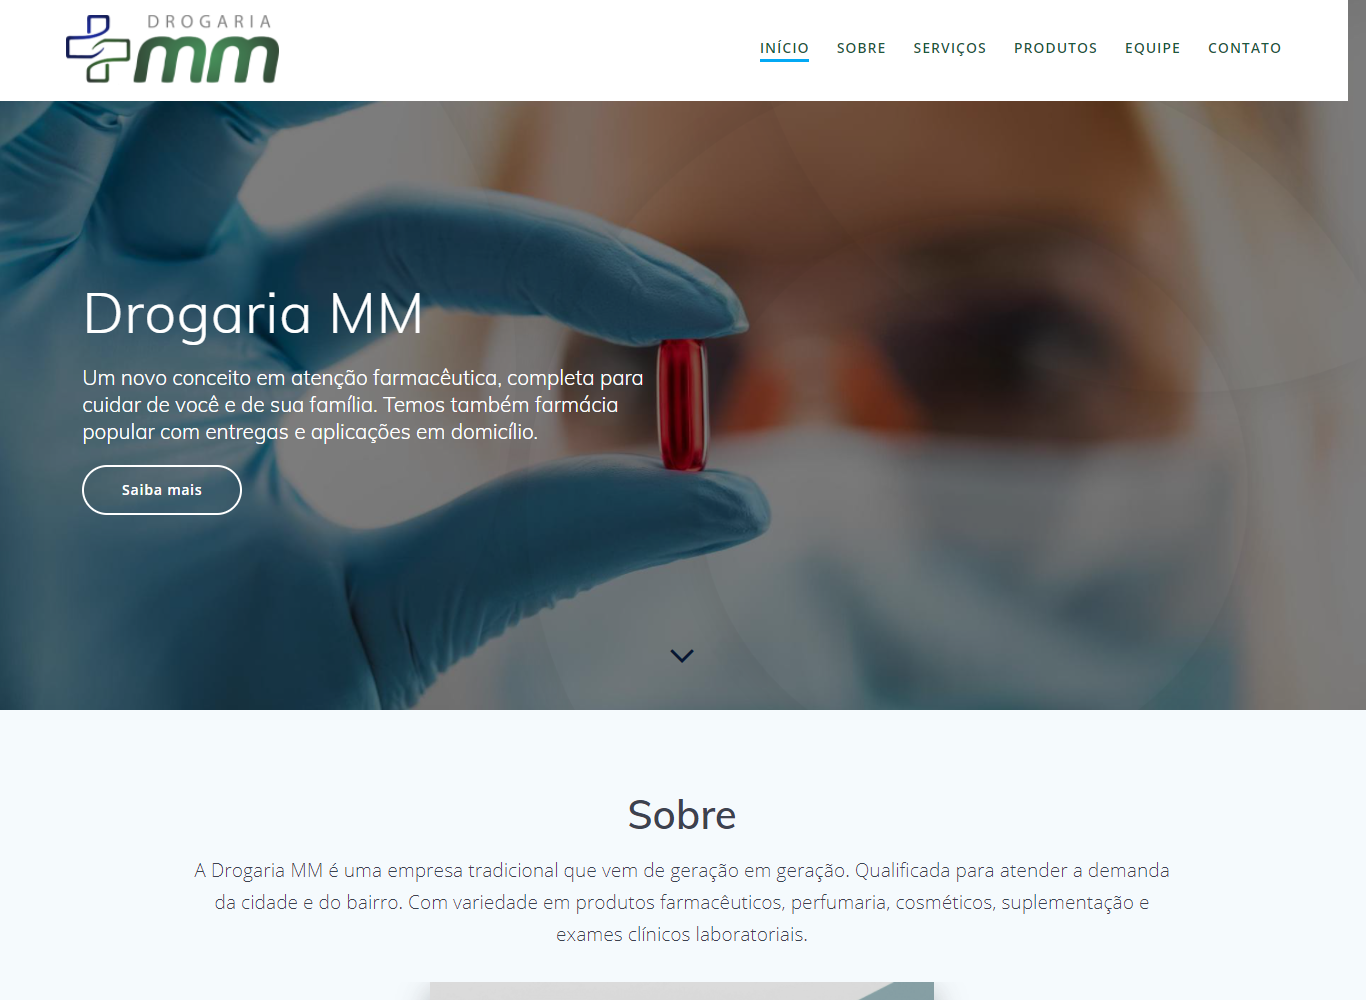 DROGARIA
mm
INÍCIO SOBRE SERVIÇOS PRODUTOS EQUIPE CONTATO
Drogaria MM
Um novo conceito em atenção farmacêutica, completa para
cuidar de você e de sua família. Temos também farmácia
popular com entregas e aplicações em domicílio.
Saiba mais
Sobre
A Drogaria MM é uma empresa tradicional que vem de geração em geração. Qualificada para atender a demanda
da cidade e do bairro. Com variedade em produtos farmacêuticos, perfumaria, cosméticos, suplementação e
exames clínicos laboratoriais.